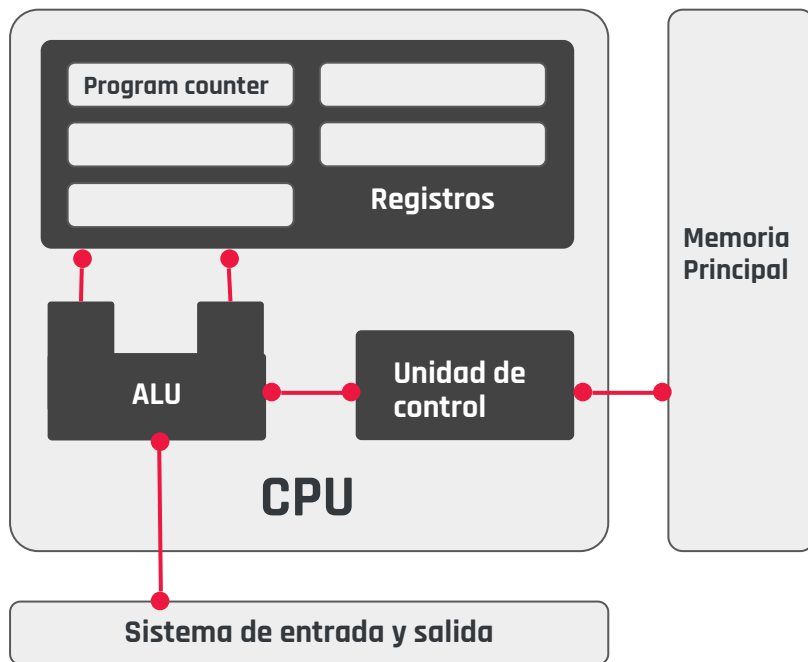 Program counter
Registros
Memoria
Principal
ALU
Unidad de
control
CPU
Sistema de entrada y salida